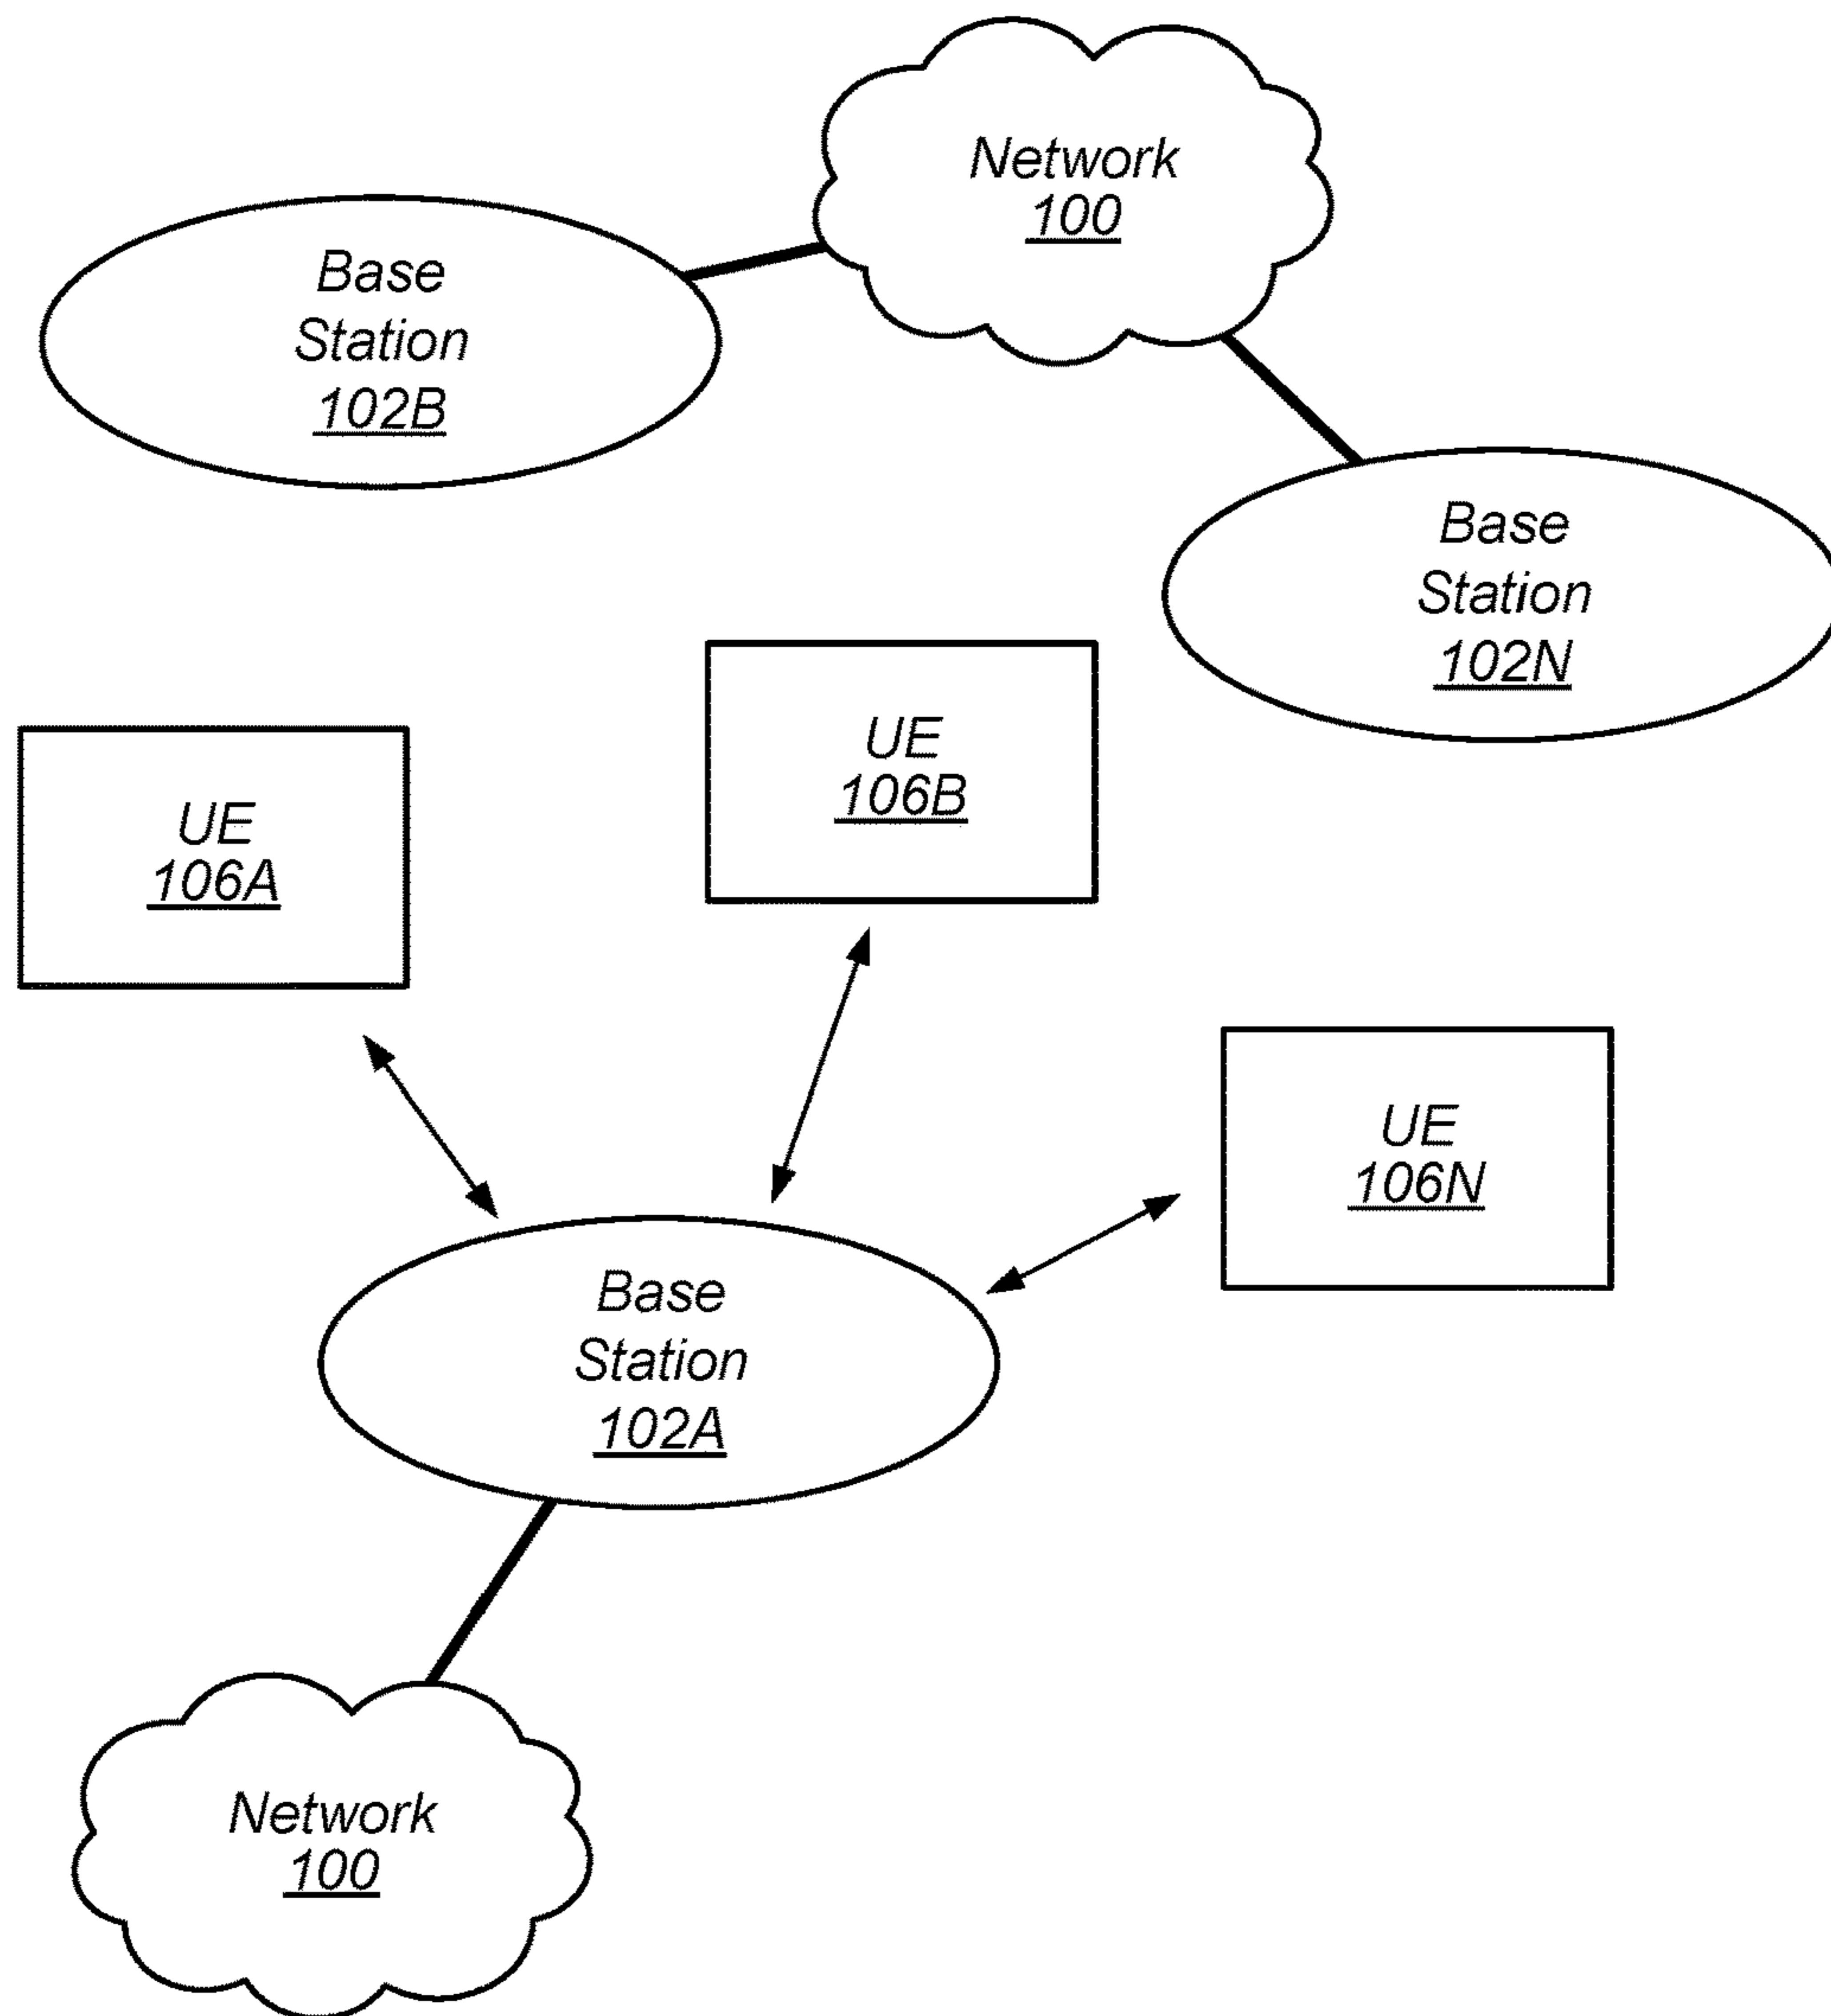 Network
100
Base
Station
102B
Base
Station
102N
UE
106B
UE
106A
UE
106N
Base
Station
102A
Network
100